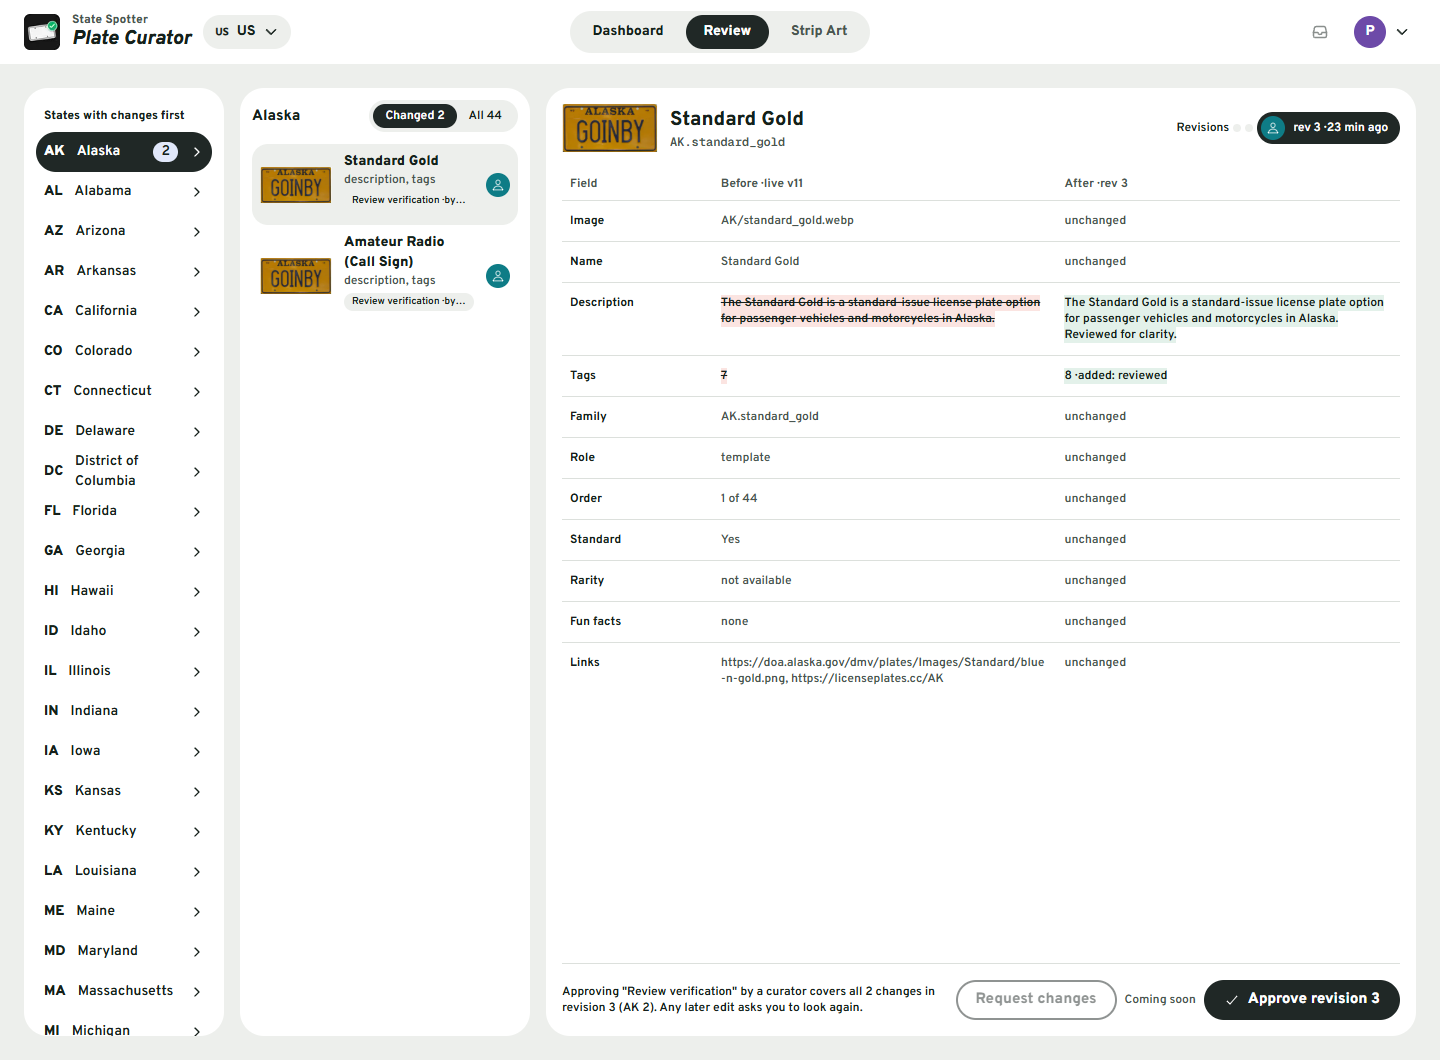 State Spotter
Plate Curator
US US
Dashboard
Review
Strip Art
P
States with changes first
AK Alaska 2
AL Alabama
AZ Arizona
AR Arkansas
CA California
CO Colorado
CT Connecticut
DE Delaware
DC District of
Columbia
FL Florida
GA Georgia
HI Hawaii
ID Idaho
IL Illinois
IN Indiana
IA Iowa
KS Kansas
KY Kentucky
LA Louisiana
ME Maine
MD Maryland
MA Massachusetts
MI Michigan
Alaska
Changed 2
All 44
ALASKA
GOINBY
Standard Gold
description, tags
Review verification ·by...
ALASKA
GOINBY
Amateur Radio
(Call Sign)
description, tags
Review verification ·by...
ALASKA
GOINBY
Standard Gold
AK.standard_gold
Revisions
rev 3 ·23 min ago
Field Before ·live v11 After ·rev 3
Image AK/standard_gold.webp unchanged
Name Standard Gold unchanged
Description
The Standard Gold is a standard-issue license plate option
for passenger vehicles and motorcycles in Alaska.
The Standard Gold is a standard-issue license plate option
for passenger vehicles and motorcycles in Alaska.
Reviewed for clarity.
Tags 7 8 ·added: reviewed
Family AK.standard_gold unchanged
Role template unchanged
Order 1 of 44 unchanged
Standard Yes unchanged
Rarity not available unchanged
Fun facts none unchanged
Links
https://doa.alaska.gov/dmv/plates/Images/Standard/blue
-n-gold.png, https://licenseplates.cc/AK
unchanged
Approving "Review verification" by a curator covers all 2 changes in
revision 3 (AK 2). Any later edit asks you to look again.
Request changes
Coming soon
Approve revision 3